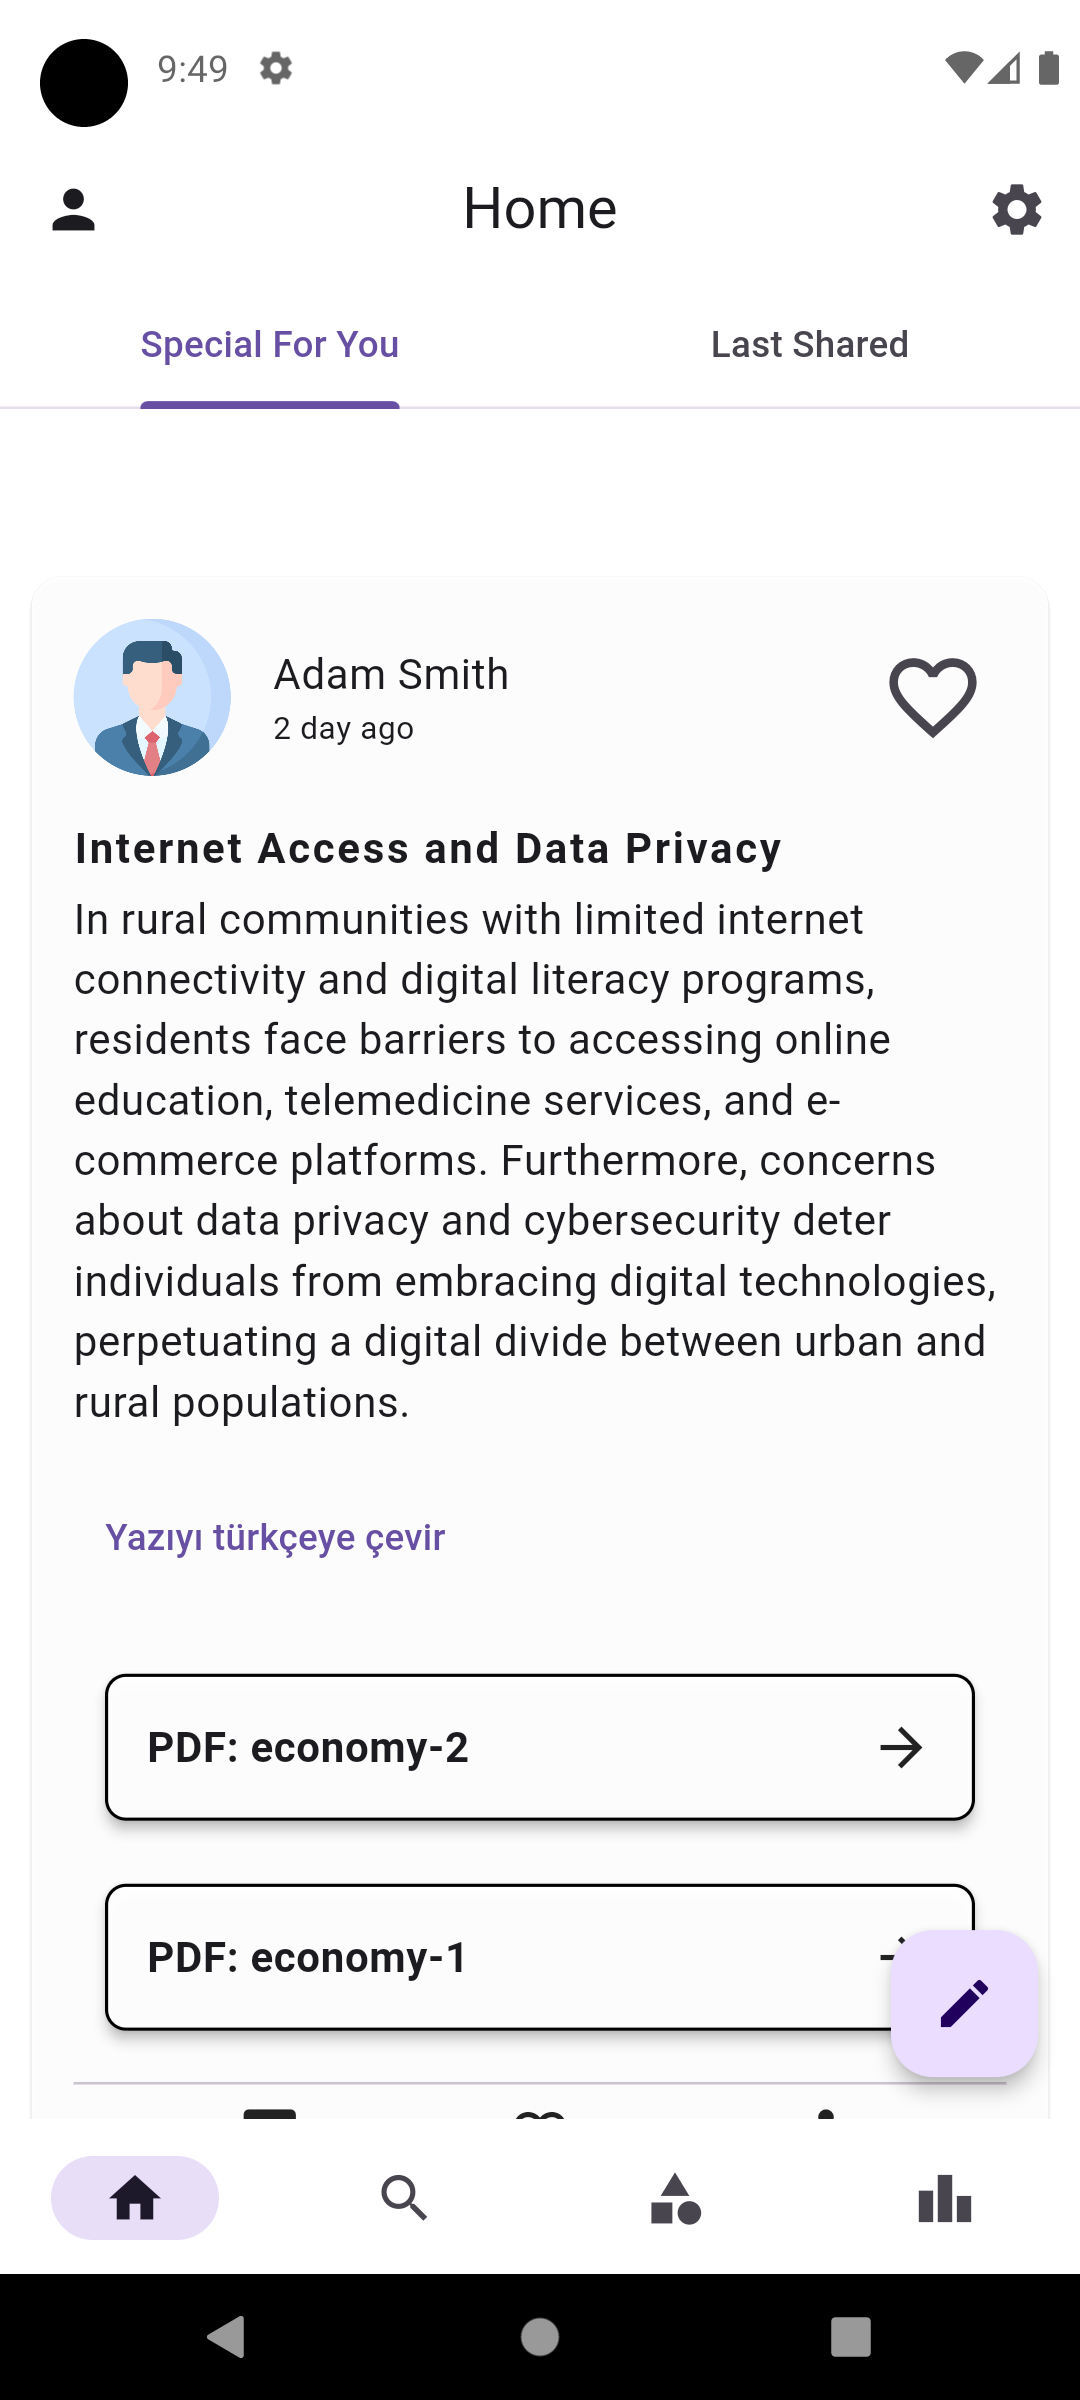 9:49
Home
Special For You
Last Shared
Adam Smith
2 day ago
Internet Access and Data Privacy
In rural communities with limited internet
connectivity and digital literacy programs,
residents face barriers to accessing online
education, telemedicine services, and e-
commerce platforms. Furthermore, concerns
about data privacy and cybersecurity deter
individuals from embracing digital technologies,
perpetuating a digital divide between urban and
rural populations.
Yazıyı türkçeye çevir
PDF: economy-2
PDF: economy-1